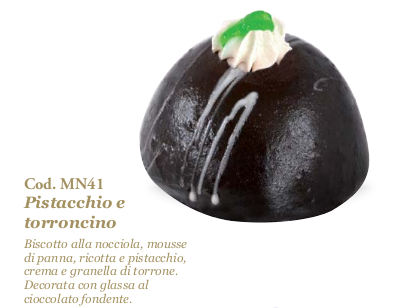 Cod. MN41
Pistacchio e
torroncino
Biscotto alla nocciola, mousse
di panna, ricotta e pistacchio,
crema e granella di torrone.
Decorata con glassa al
cioccolato fondente.